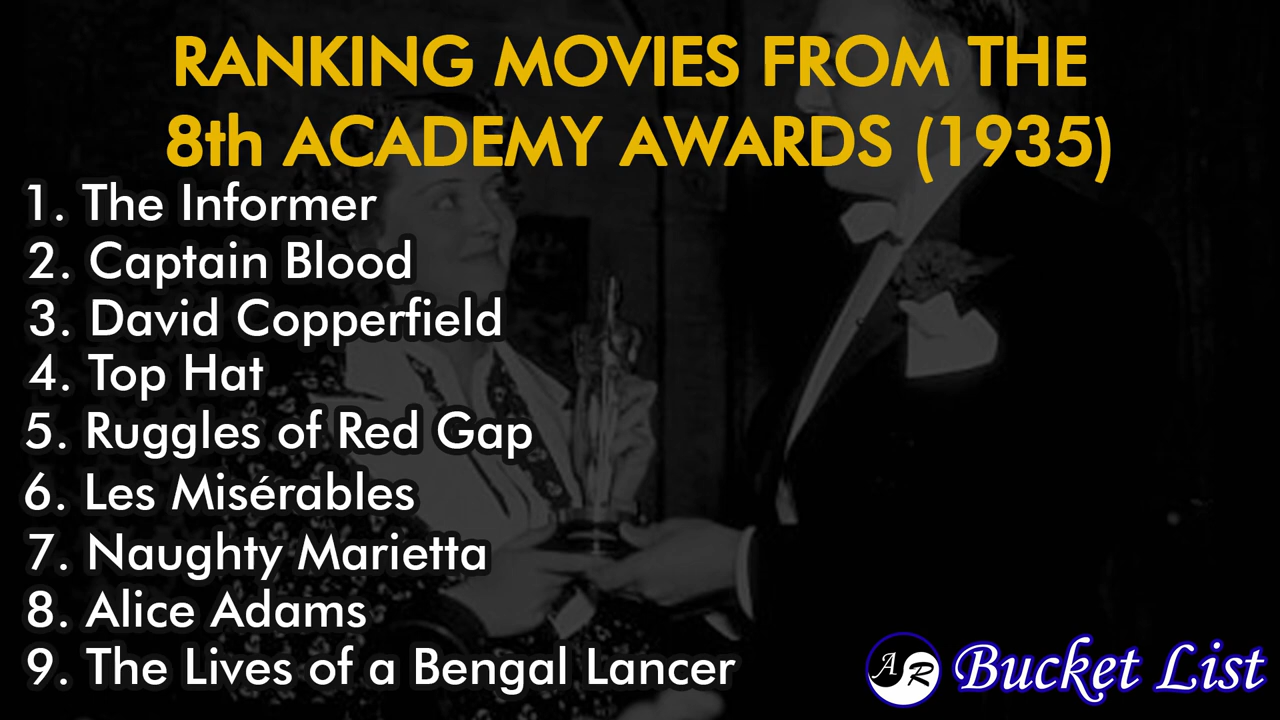 RANKING MOVIES FROM THE
8th ACADEMY AWARDS (1935)
1. The Informer
2. Captain Blood
3. David Copperfield
4. Top Hat
5. Ruggles of Red Gap
6. Les Misérables
7. Naughty Marietta
8. Alice Adams
9. The Lives of a Bengal Lancer
AR Bucket List